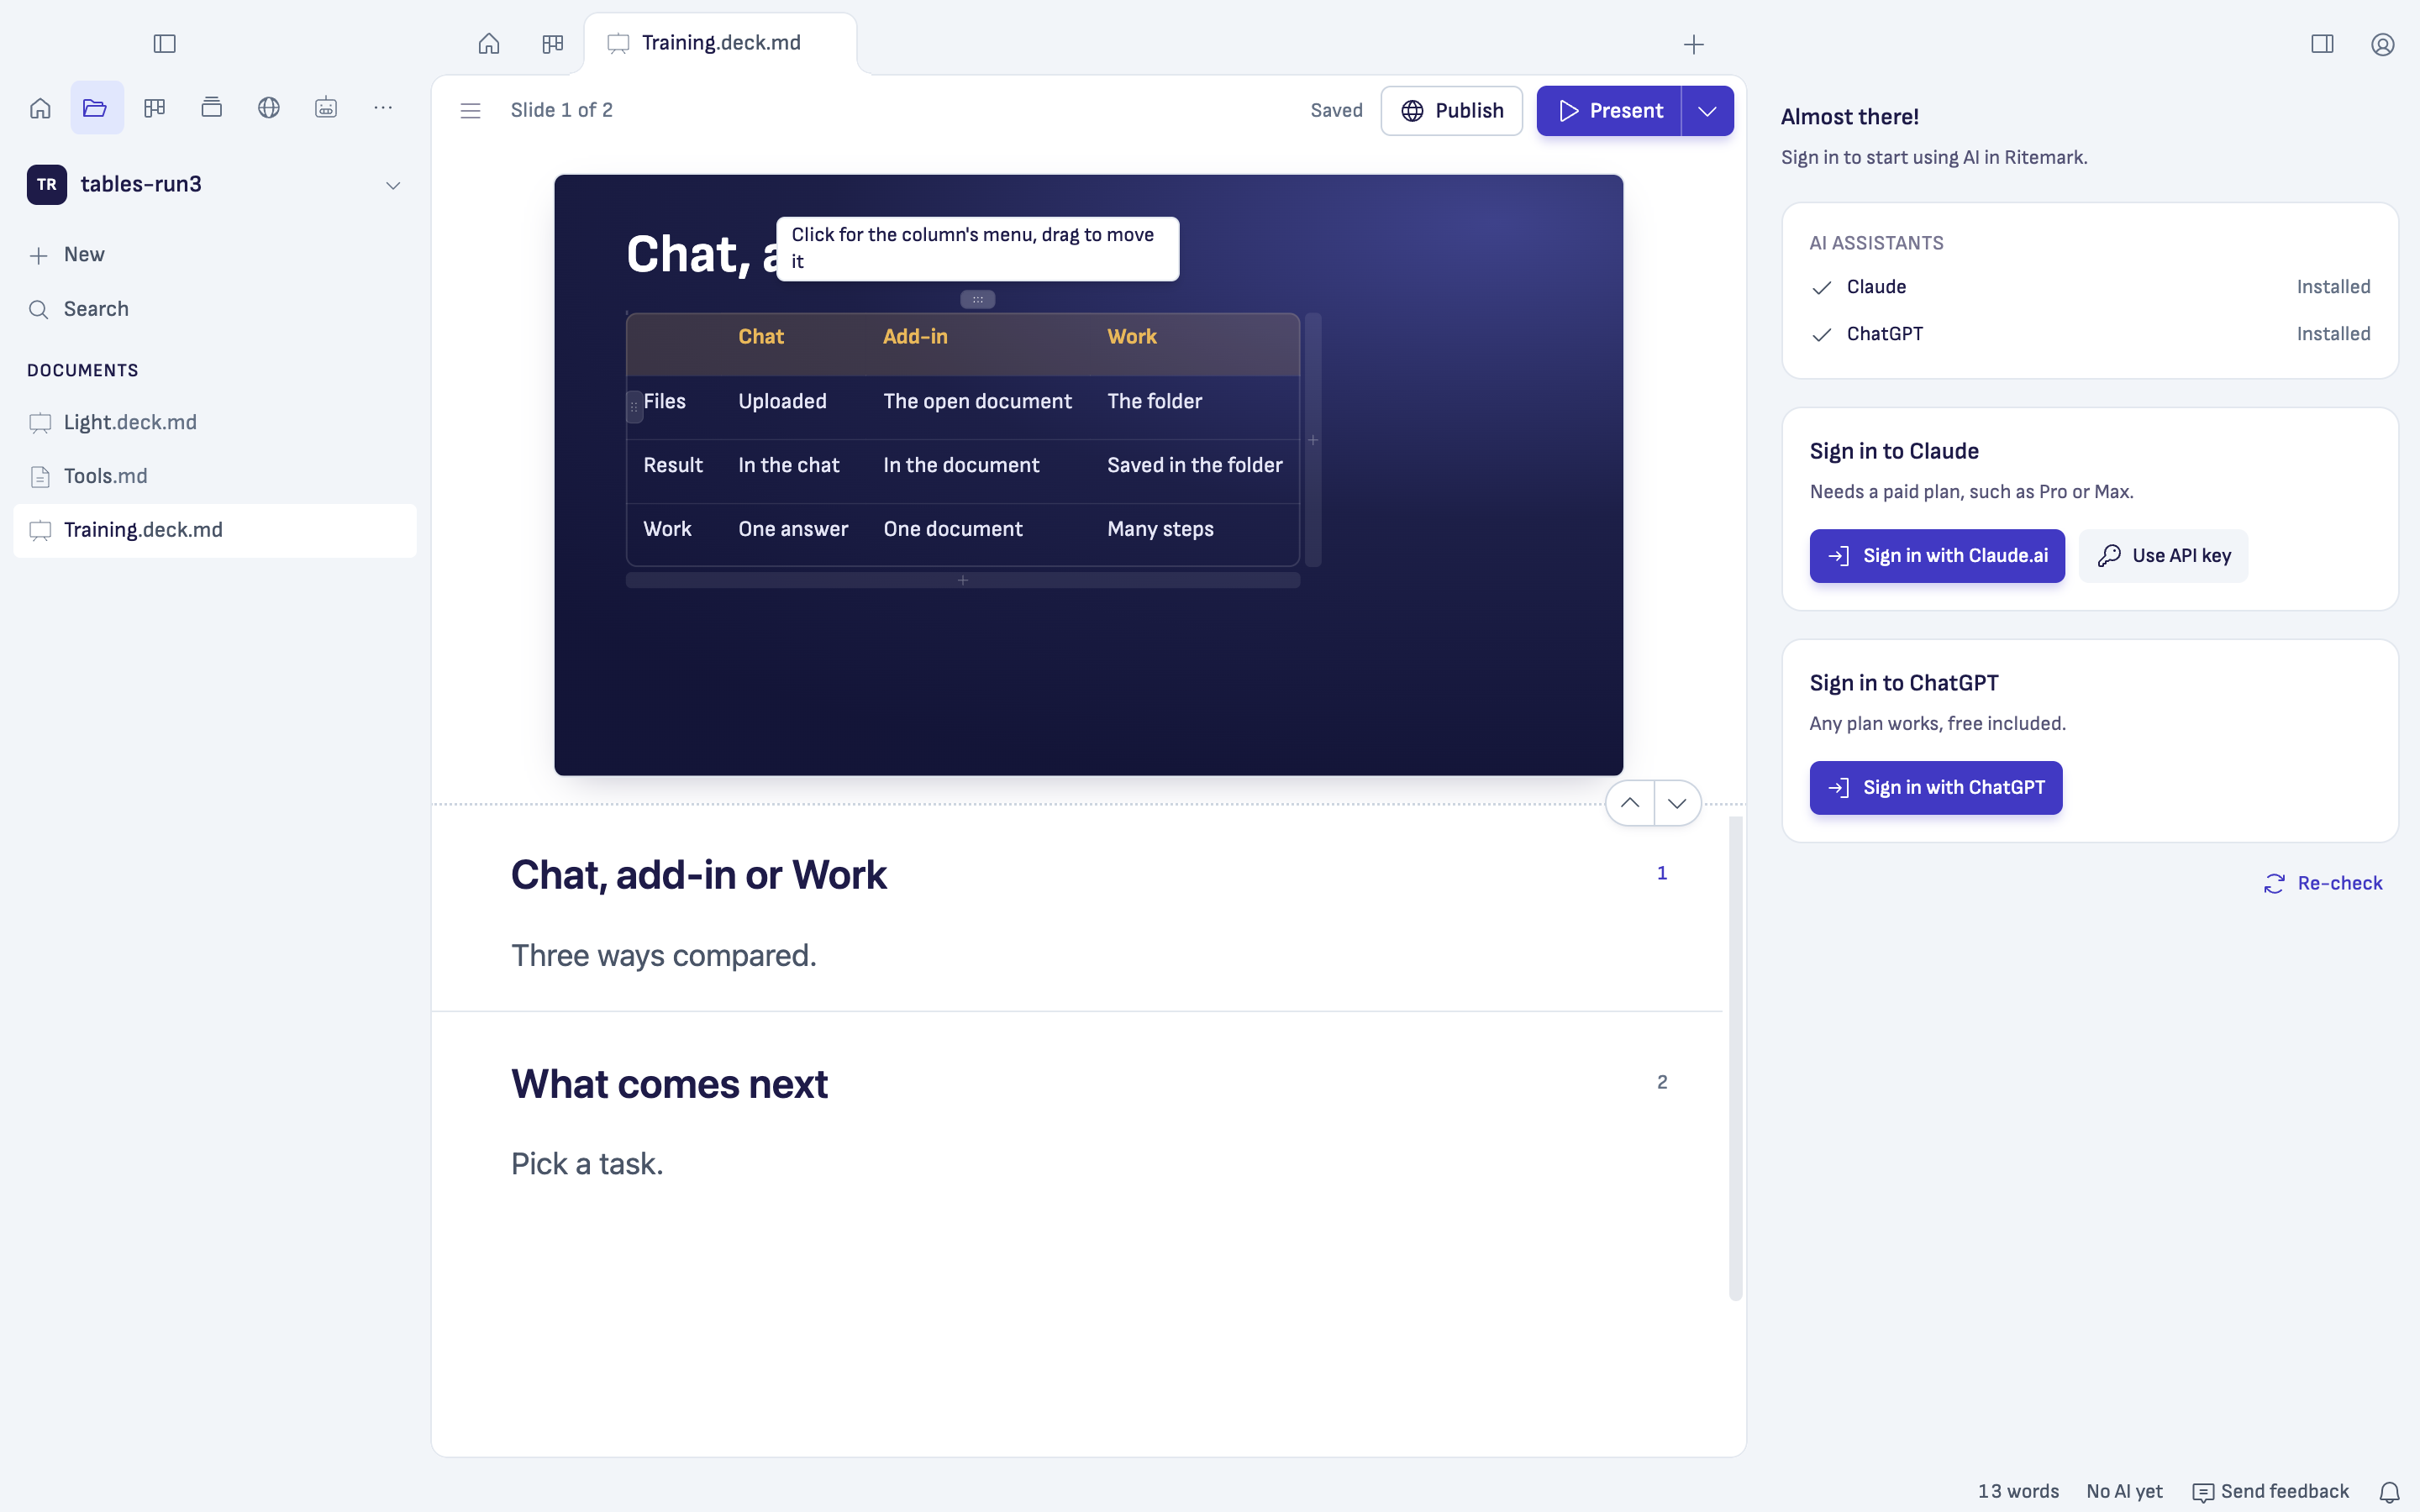 Training.deck.md
TR tables-run3
New
Search
DOCUMENTS
Light.deck.md
Tools.md
Training.deck.md
Slide 1 of 2
Saved
Publish
Present
Chat, a
Click for the column's menu, drag to move
it
Chat Add-in Work
Files Uploaded The open document The folder
Result In the chat In the document Saved in the folder
Work One answer One document Many steps
Chat, add-in or Work
1
Three ways compared.
What comes next
2
Pick a task.
Almost there!
Sign in to start using AI in Ritemark.
AI ASSISTANTS
Claude Installed
ChatGPT Installed
Sign in to Claude
Needs a paid plan, such as Pro or Max.
Sign in with Claude.ai Use API key
Sign in to ChatGPT
Any plan works, free included.
Sign in with ChatGPT
Re-check
13 words No AI yet Send feedback